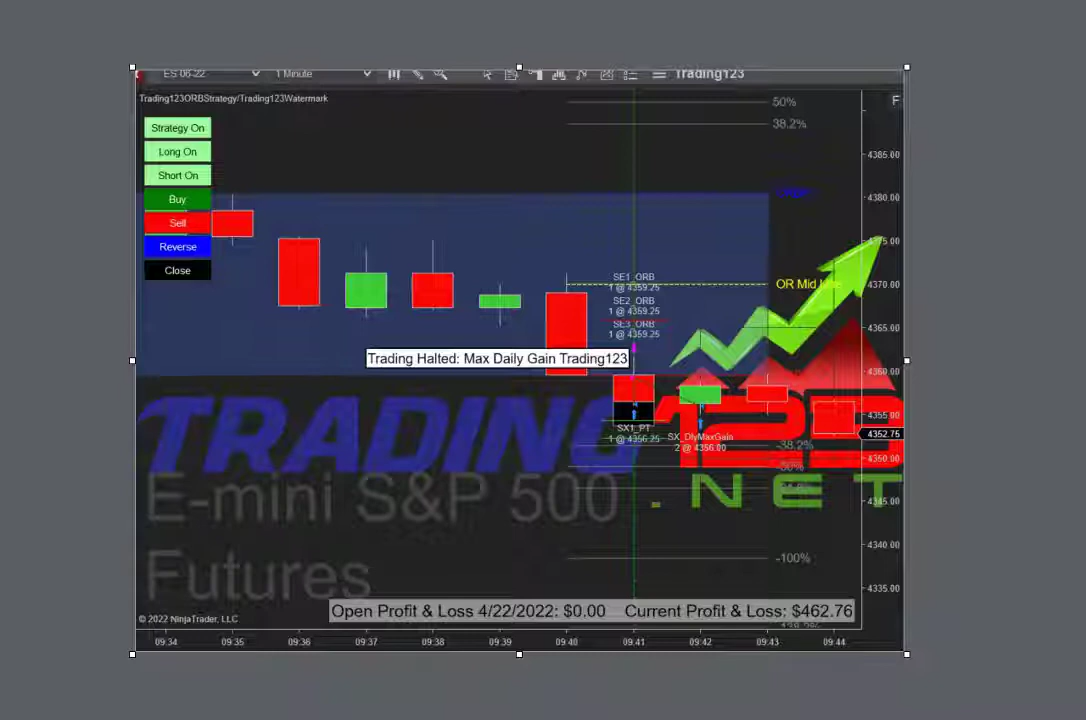 ES 06-22
1 Minute
Trading123
Trading123ORBStrategy/Trading123Watermark
F
50%
38.2%
Strategy On
Long On
Short On
Buy
Sell
Reverse
Close
4385.00
4380.00
4375.00
4370.00
4365.00
4360.00
4355.00
4352.75
4350.00
4345.00
4340.00
4335.00
OR Mid Line
SE1_ORB
1 @ 4359.25
SE2_ORB
1 @ 4359.25
SE3_ORB
1 @ 4359.25
Trading Halted: Max Daily Gain Trading123
SX1_PT
1 @ 4356.25
SX_DlyMaxGain
2 @ 4356.00
-38.2%
-50%
-100%
TRADING123
.NET
E-mini S&P 500
Futures
Open Profit & Loss 4/22/2022: $0.00 Current Profit & Loss: $462.76
© 2022 NinjaTrader, LLC
09:34 09:35 09:36 09:37 09:38 09:39 09:40 09:41 09:42 09:43 09:44